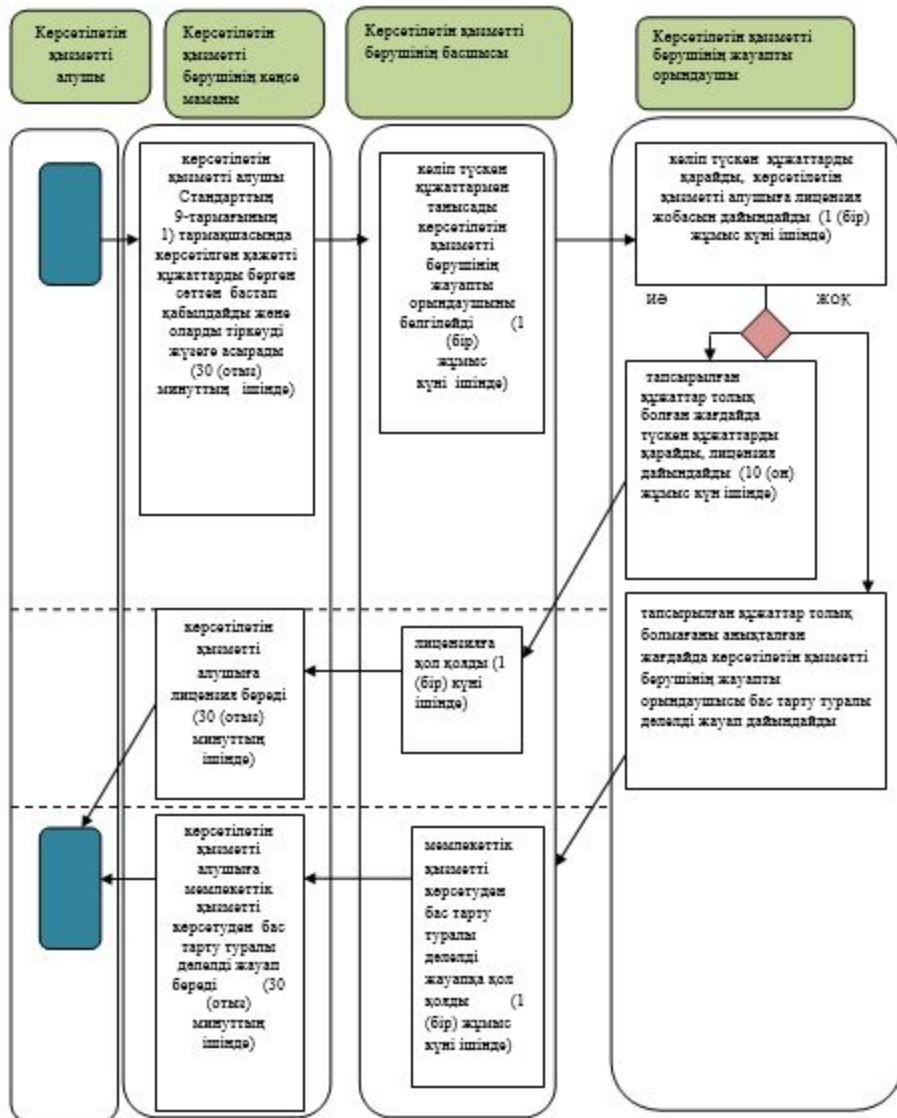 Көрсетілетін
қызметті
алушы
Көрсетілетін
қызметті
берушінің кеңсе
маманы
Көрсетілетін қызметті
берушінің басшысы
Көрсетілетін қызметті
берушінің жауапты
орындаушы
көрсетілетін
қызметті алушы
Стандарттың
9-тармағының
1) тармақшасында
көрсетілген қажетті
құжаттарды берген
сәттен бастап
қабылдайды және
оларды тіркеуді
жүзеге асырады
(30 (отыз)
минуттың ішінде)
келіп түскен
құжаттармен
танысады
көрсетілетін
қызметті
берушінің
жауапты
орындаушыны
белгілейді (1
(бір)
жұмыс
күні ішінде)
келіп түскен құжаттарды
қарайды, көрсетілетін
қызметті алушыға лицензия
жобасын дайындайды (1 (бір)
жұмыс күні ішінде)
иә жоқ
тапсырылған
құжаттар толық
болған жағдайда
түскен құжаттарды
қарайды, лицензия
дайындайды (10 (он)
жұмыс күн ішінде)
тапсырылған құжаттар толық
болмағаны анықталған
жағдайда көрсетілетін қызметті
берушінің жауапты
орындаушысы бас тарту туралы
дәлелді жауап дайындайды
көрсетілетін
қызметті
алушыға
лицензия береді
(30 (отыз)
минуттың
ішінде)
лицензияға
қол қояды (1
(бір) күні
ішінде)
көрсетілетін
қызметті
алушыға
мемлекеттік
қызметті
көрсетуден бас
тарту туралы
дәлелді жауап
береді (30
(отыз)
минуттың
ішінде)
мемлекеттік
қызметті
көрсетуден
бас тарту
туралы
дәлелді
жауапқа қол
қояды (1
(бір) жұмыс
күні ішінде)